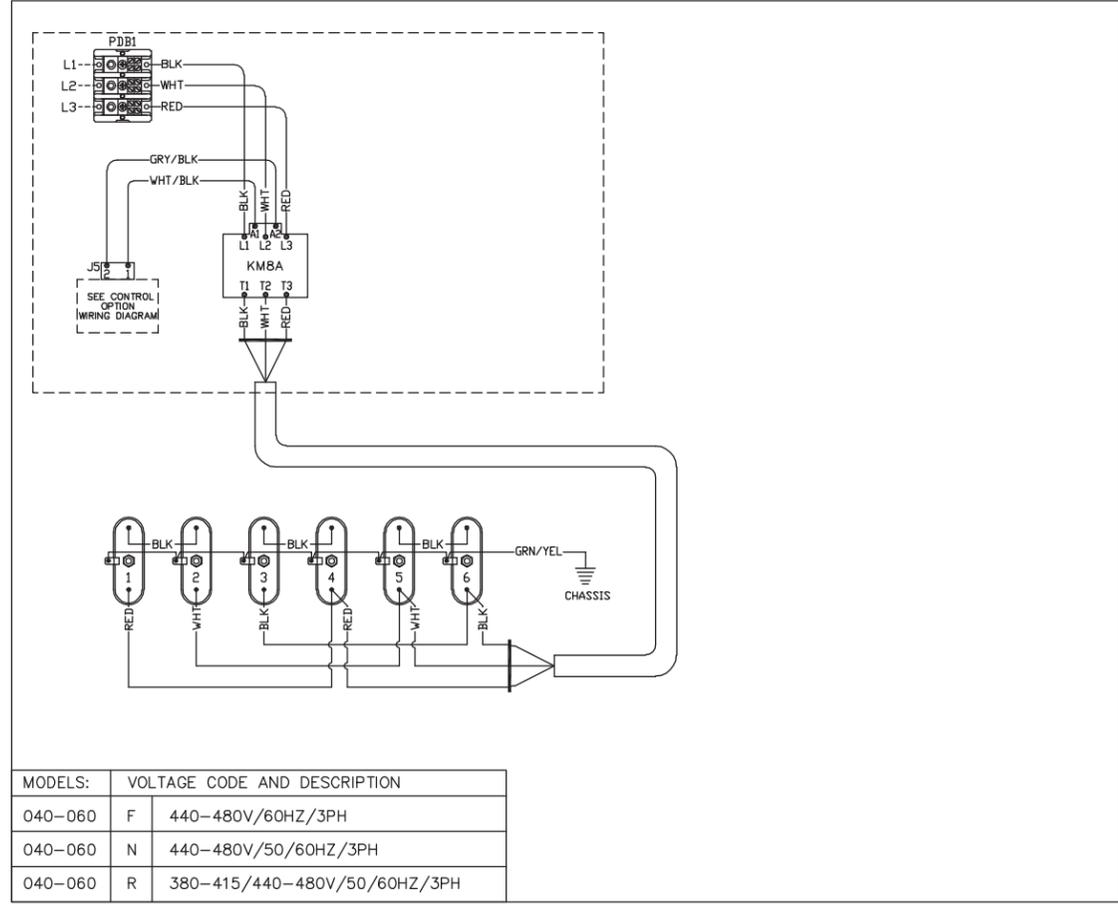 PDB1
L1 BLK
L2 WHT
L3 RED
GRY/BLK
WHT/BLK
BLK WHT RED
A1 A2
L1 L2 L3
KM8A
T1 T2 T3
BLK WHT RED
J5
2 1
SEE CONTROL
OPTION
WIRING DIAGRAM
BLK BLK BLK
GRN/YEL
1 2 3 4 5 6
CHASSIS
RED WHT BLK RED WHT BLK
MODELS: VOLTAGE CODE AND DESCRIPTION
040-060 F 440-480V/60HZ/3PH
040-060 N 440-480V/50/60HZ/3PH
040-060 R 380-415/440-480V/50/60HZ/3PH